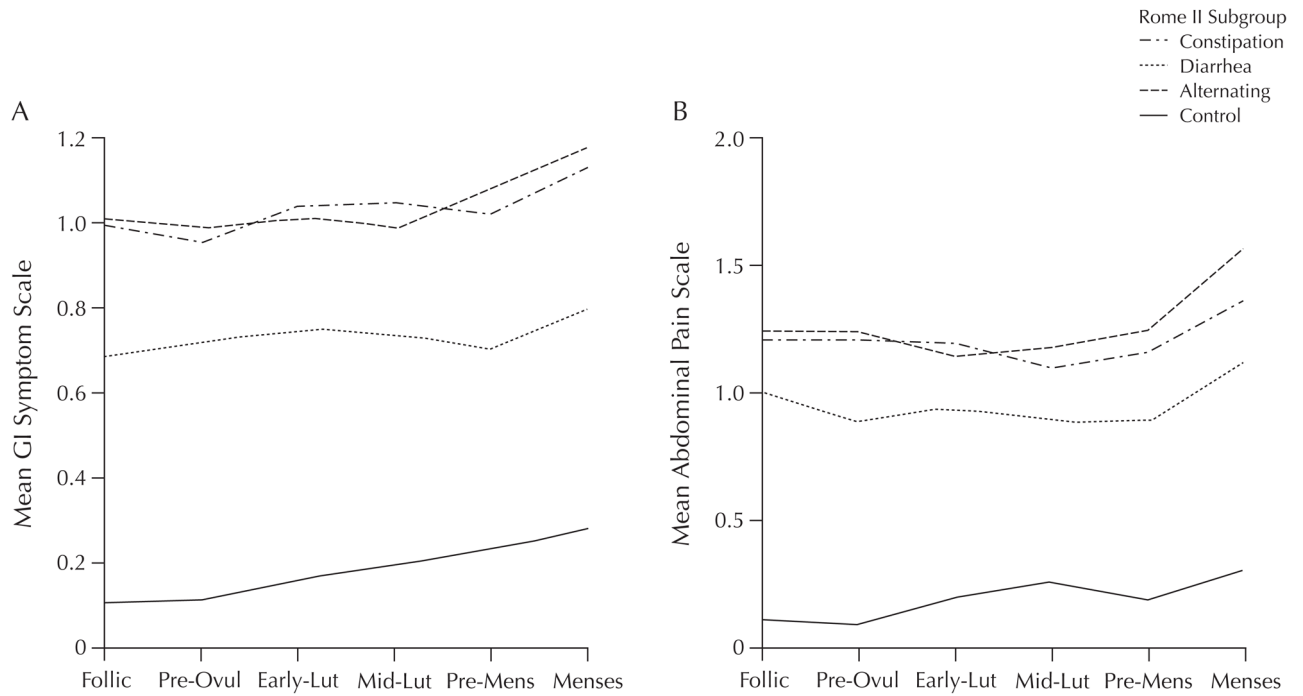 Rome II Subgroup
Constipation
Diarrhea
Alternating
Control
A
Mean GI Symptom Scale
1.2
1.0
0.8
0.6
0.4
0.2
0
Follic Pre-Ovul Early-Lut Mid-Lut Pre-Mens Menses
B
Mean Abdominal Pain Scale
2.0
1.5
1.0
0.5
0
Follic Pre-Ovul Early-Lut Mid-Lut Pre-Mens Menses